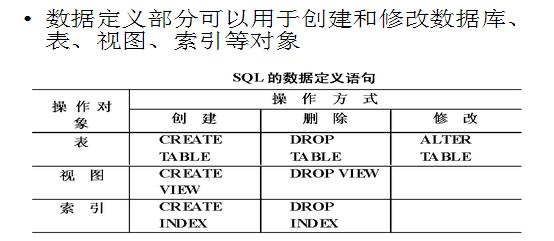 • 数据定义部分可以用于创建和修改数据库、
表、视图、索引等对象
SQL 的数据定义语句
操作对象 操作方式
创建 删除 修改
表 CREATE TABLE DROP TABLE ALTER TABLE
视图 CREATE VIEW DROP VIEW
索引 CREATE INDEX DROP INDEX